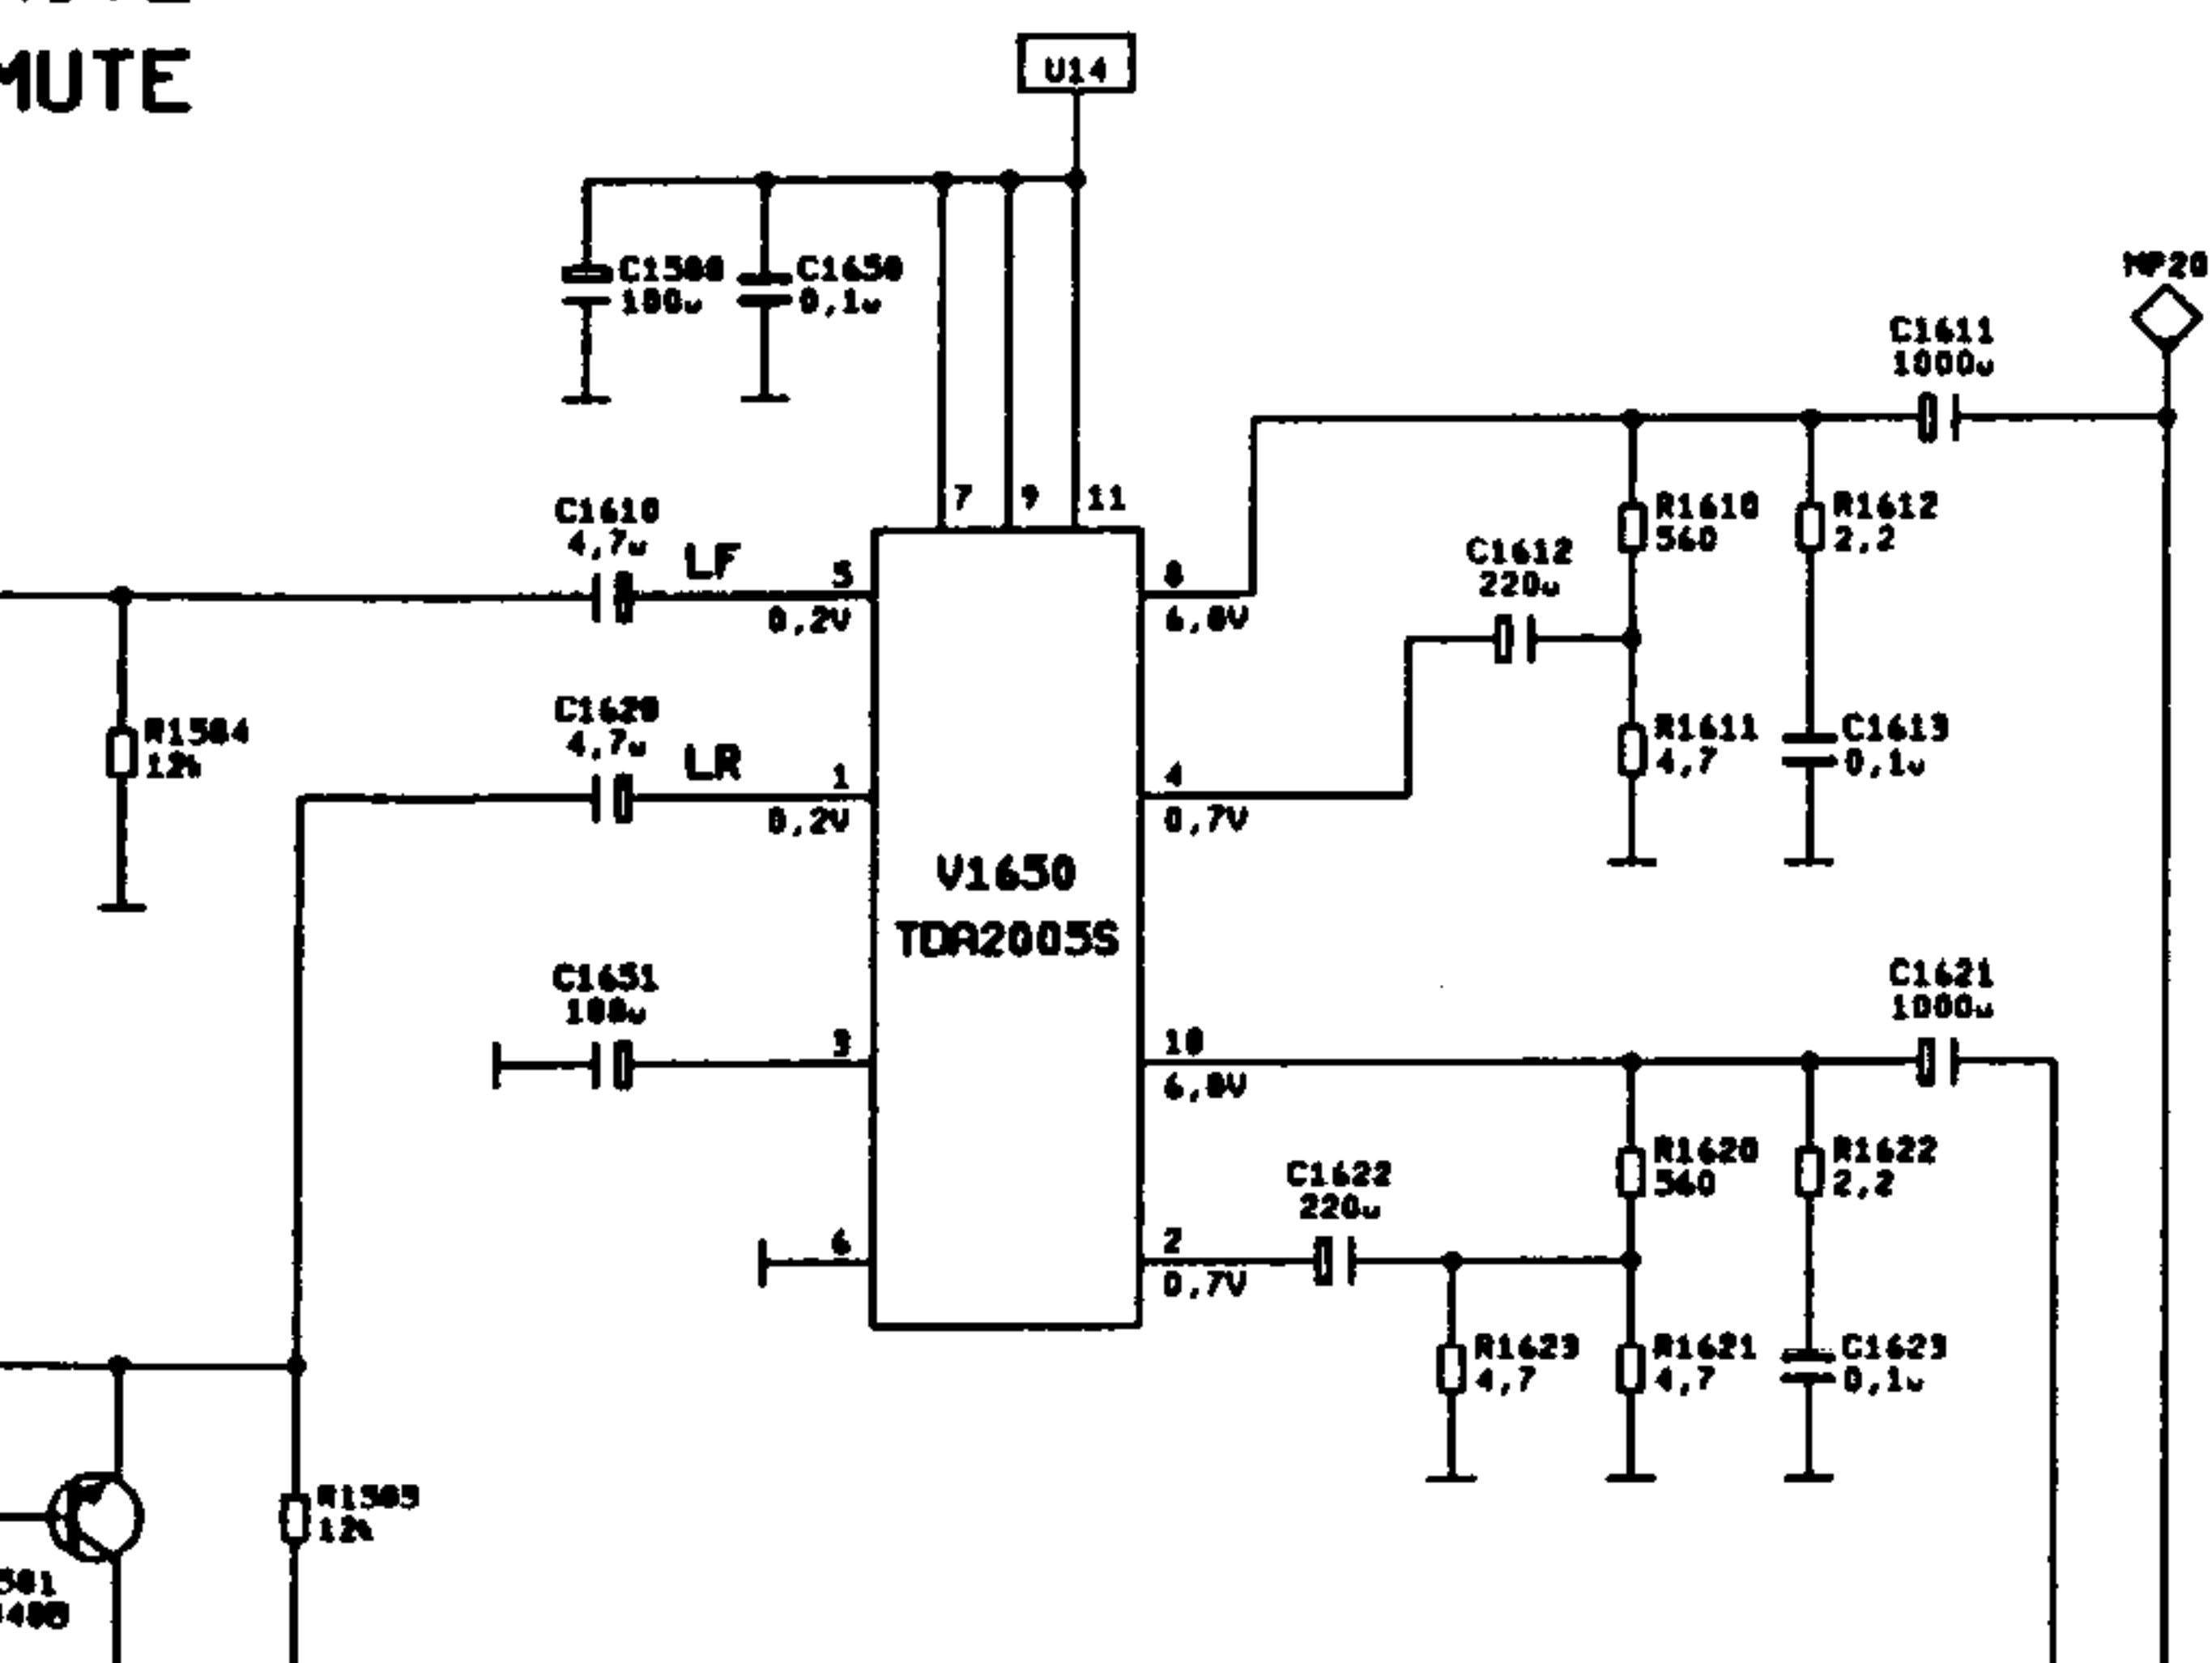 MUTE
U14
C1500
100u
C1650
0,1u
MP20
C1611
1000u
7
9
11
C1610
4,7u
LF
5
0,2V
8
6,8V
C1612
220u
R1610
560
R1612
2,2
R1504
12k
C1620
4,7u
LR
1
0,2V
4
0,7V
R1611
4,7
C1613
0,1u
V1650
TDA2005S
C1651
100u
3
10
6,8V
C1621
1000u
6
2
0,7V
C1622
220u
R1620
560
R1622
2,2
R1623
4,7
R1621
4,7
C1623
0,1u
R1505
12k